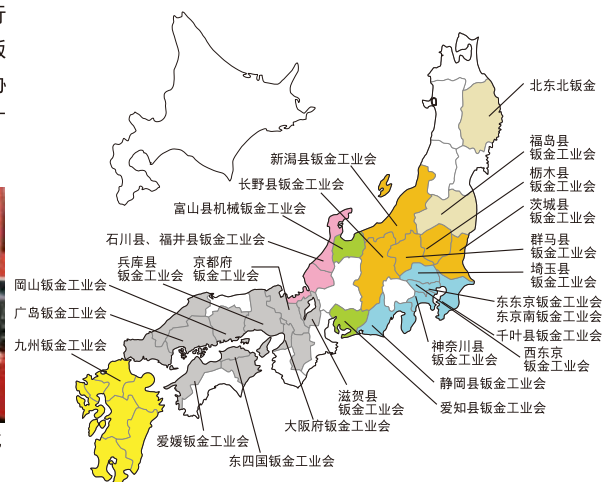 行
版
北东北钣金
福岛县
钣金工业会
新潟县钣金工业会
栃木县
钣金工业会
长野县钣金工业会
茨城县
钣金工业会
富山县机械钣金工业会
石川县、福井县钣金工业会
群马县
钣金工业会
兵库县
钣金工业会
京都府
钣金工业会
埼玉县
钣金工业会
冈山钣金工业会
东东京钣金工业会
广岛钣金工业会
东京南钣金工业会
千叶县钣金工业会
九州钣金工业会
神奈川县
钣金工业会
西东京
钣金工业会
静冈县钣金工业会
滋贺县
钣金工业会
爱知县钣金工业会
大阪府钣金工业会
爱媛钣金工业会
东四国钣金工业会